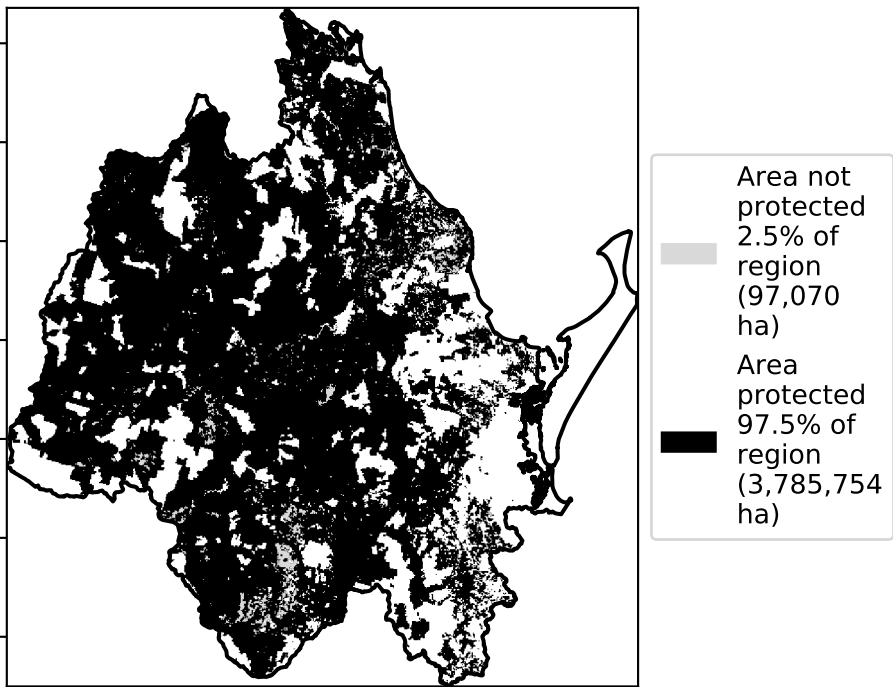 Area not
protected
2.5% of
region
(97,070
ha)
Area
protected
97.5% of
region
(3,785,754
ha)